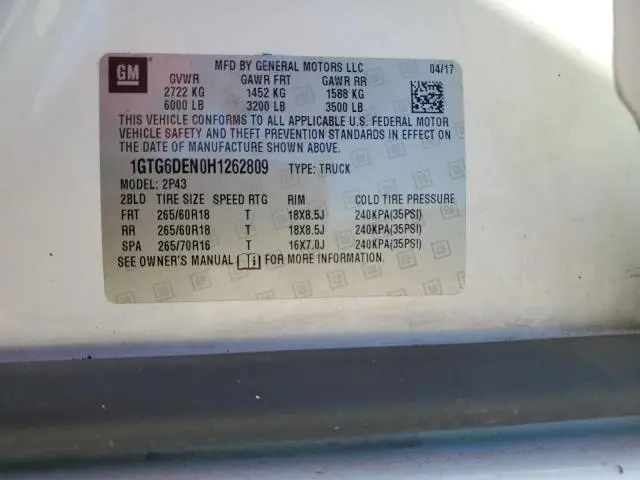 GM
MFD BY GENERAL MOTORS LLC 04/17
GVWR GAWR FRT GAWR RR
2722 KG 1452 KG 1588 KG
6000 LB 3200 LB 3500 LB
THIS VEHICLE CONFORMS TO ALL APPLICABLE U.S. FEDERAL MOTOR
VEHICLE SAFETY AND THEFT PREVENTION STANDARDS IN EFFECT ON
THE DATE OF MANUFACTURE SHOWN ABOVE.
1GTG6DEN0H1262809 TYPE: TRUCK
MODEL: 2P43
2BLD TIRE SIZE SPEED RTG RIM COLD TIRE PRESSURE
FRT 265/60R18 T 18X8.5J 240KPA(35PSI)
RR 265/60R18 T 18X8.5J 240KPA(35PSI)
SPA 265/70R16 T 16X7.0J 240KPA(35PSI)
SEE OWNER'S MANUAL FOR MORE INFORMATION.